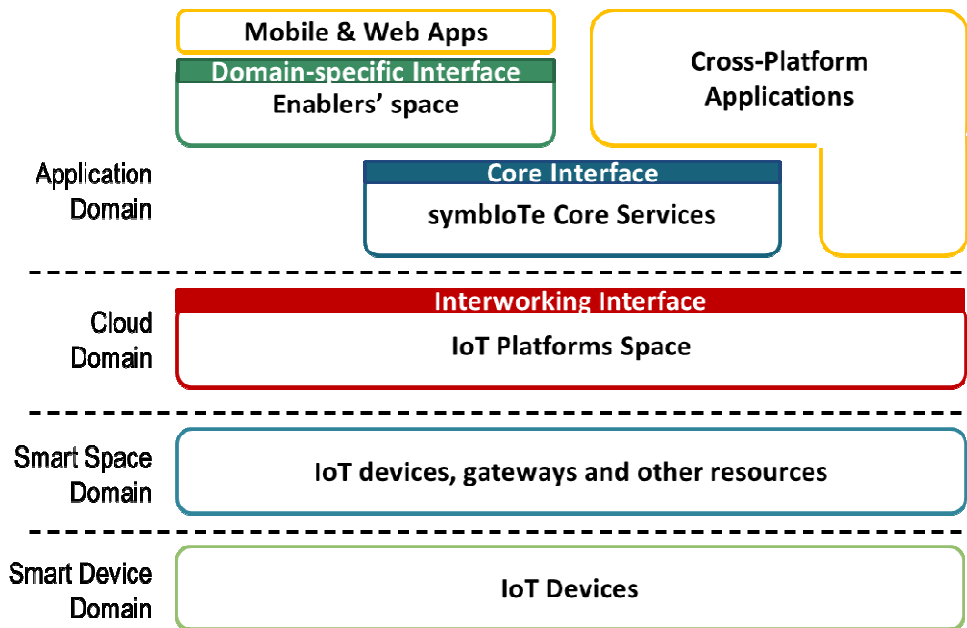 Mobile & Web Apps
Domain-specific Interface
Enablers’ space
Cross-Platform
Applications
Application
Domain
Core Interface
symbIoTe Core Services
Cloud
Domain
Interworking Interface
IoT Platforms Space
Smart Space
Domain
IoT devices, gateways and other resources
Smart Device
Domain
IoT Devices